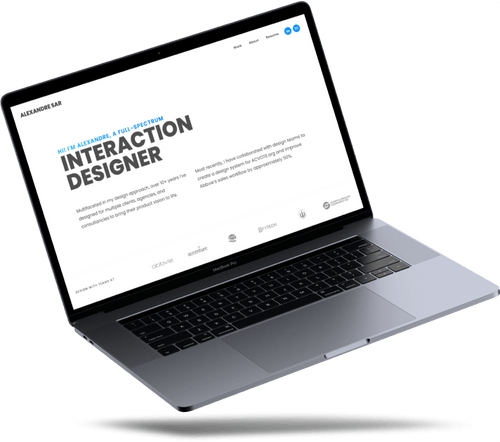 ALEXANDRE SAR
Work About Resume
HI! I'M ALEXANDRE, A FULL-SPECTRUM
INTERACTION
DESIGNER
Multifaceted in my design approach, over 10+ years I've
designed for multiple clients, agencies, and
consultancies to bring their product vision to life.
Most recently, I have collaborated with design teams to
create a design system for ACVOTE.org and improve
Abbvie's sales workflow by approximately 50%.
abbvie
accenture
MacBook Pro